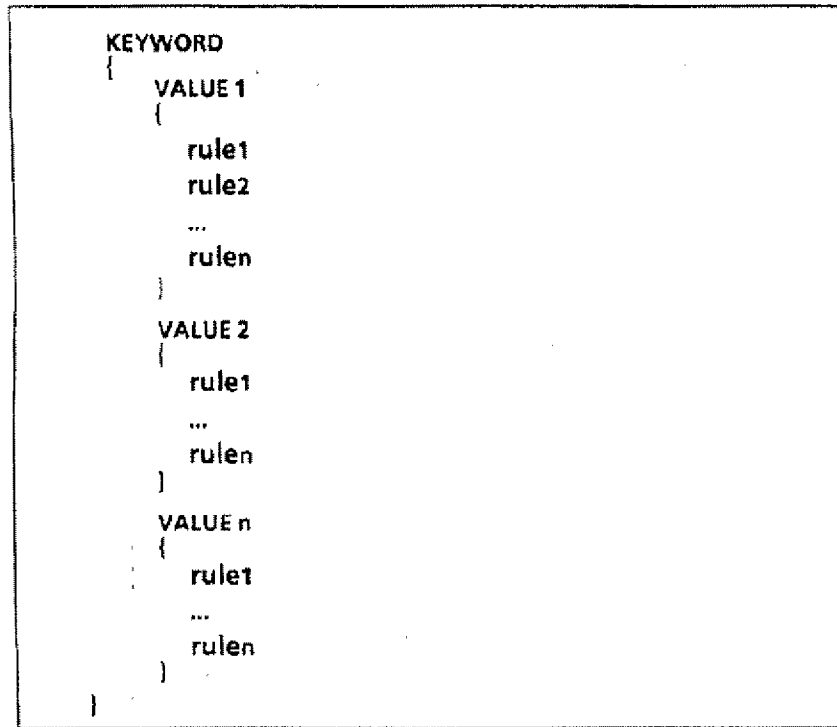 KEYWORD
{
VALUE 1
{
rule1
rule2
...
rulen
}
VALUE 2
{
rule1
...
rulen
}
VALUE n
{
rule1
...
rulen
}
}